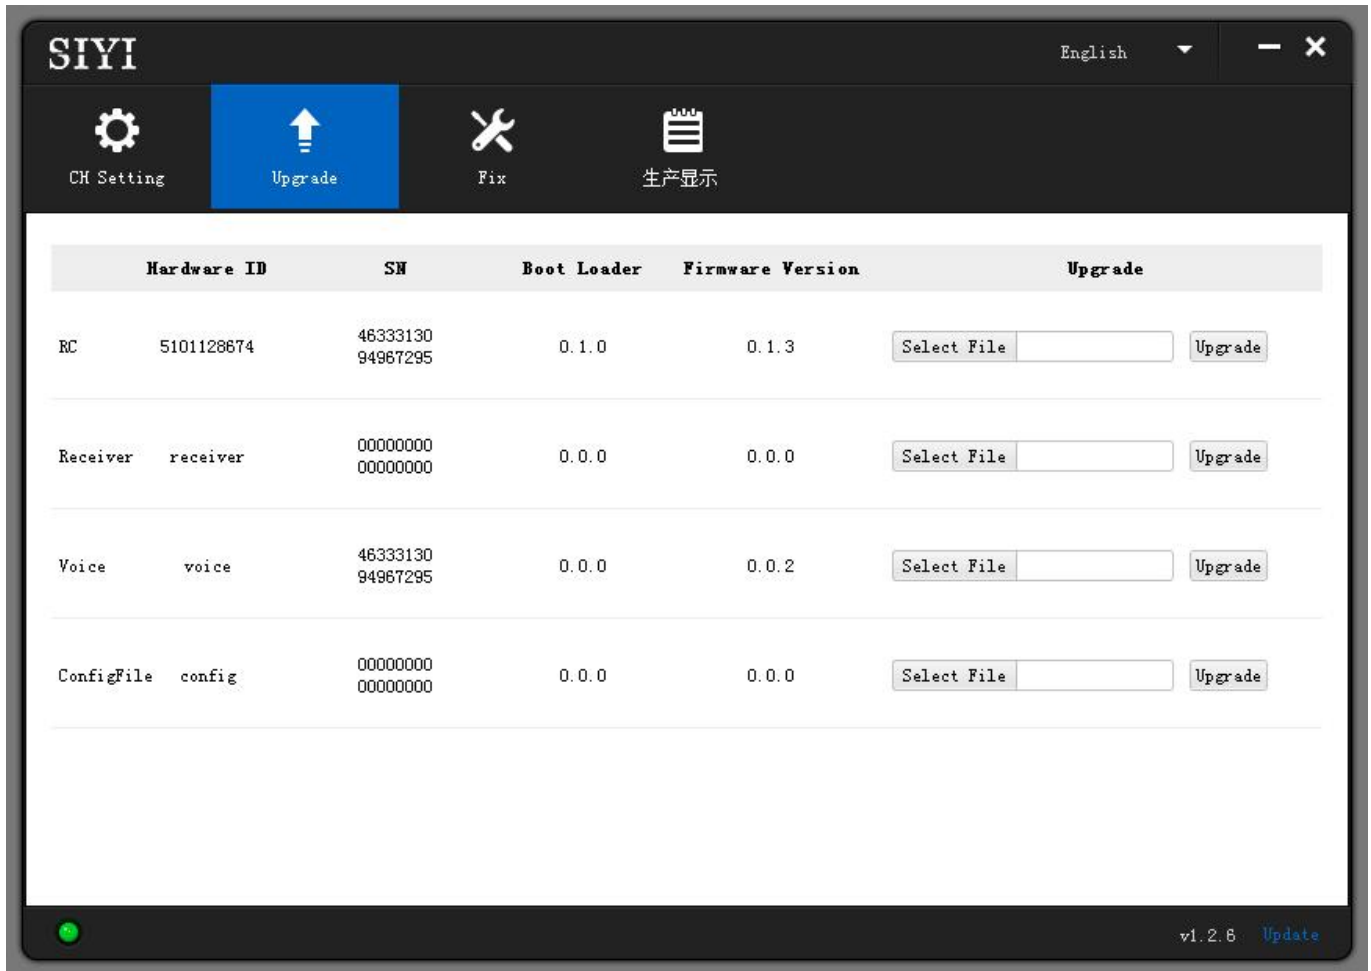 SIYI
English
CH Setting
Upgrade
Fix
生产显示
Hardware ID SN Boot Loader Firmware Version Upgrade
RC 5101128674 46333130 94967295 0.1.0 0.1.3 Select File Upgrade
Receiver receiver 00000000 00000000 0.0.0 0.0.0 Select File Upgrade
Voice voice 46333130 94967295 0.0.0 0.0.2 Select File Upgrade
ConfigFile config 00000000 00000000 0.0.0 0.0.0 Select File Upgrade
v1.2.6 Update